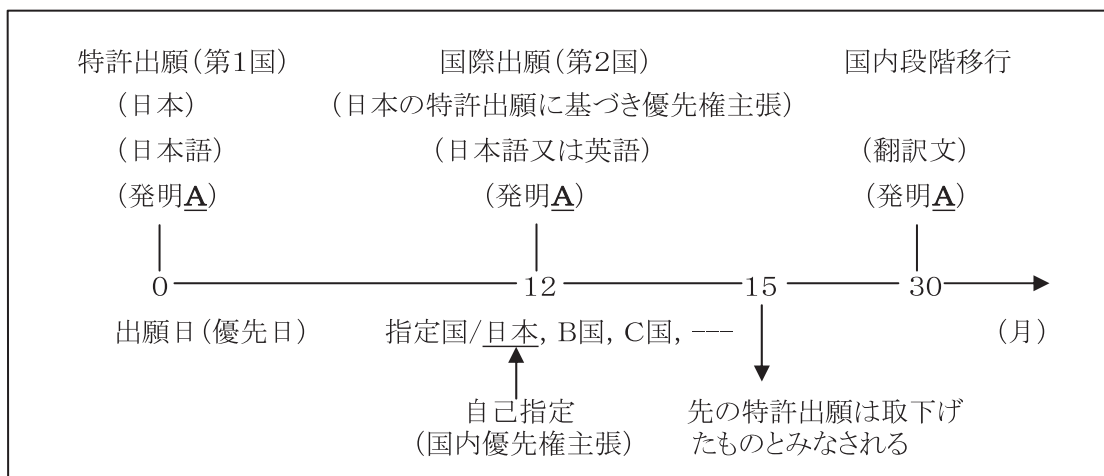 特許出願(第1国) 国際出願(第2国) 国内段階移行
(日本) (日本の特許出願に基づき優先権主張)
(日本語) (日本語又は英語) (翻訳文)
(発明A) (発明A) (発明A)
0 12 15 30
出願日(優先日) 指定国/日本, B国, C国, --- (月)
自己指定 先の特許出願は取下げ
(国内優先権主張) たものとみなされる